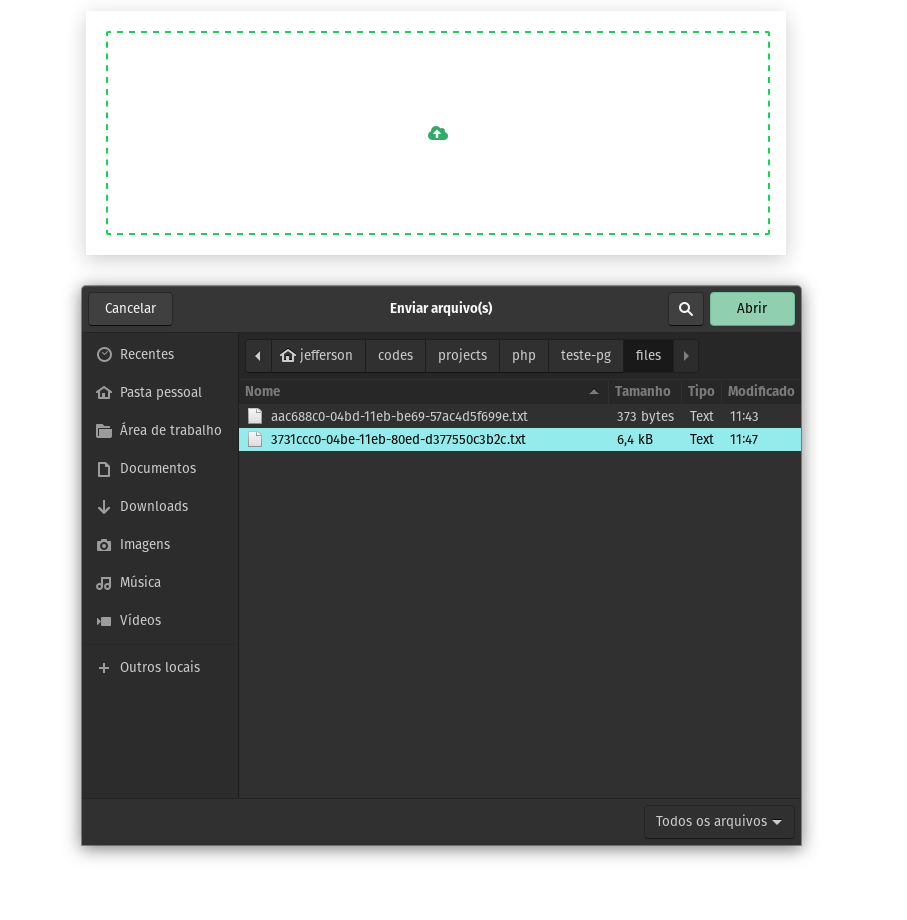 Cancelar Enviar arquivo(s) Abrir
Recentes
Pasta pessoal
Área de trabalho
Documentos
Downloads
Imagens
Música
Vídeos
Outros locais
jefferson codes projects php teste-pg files
Nome Tamanho Tipo Modificado
aac688c0-04bd-11eb-be69-57ac4d5f699e.txt 373 bytes Text 11:43
3731ccc0-04be-11eb-80ed-d377550c3b2c.txt 6,4 kB Text 11:47
Todos os arquivos